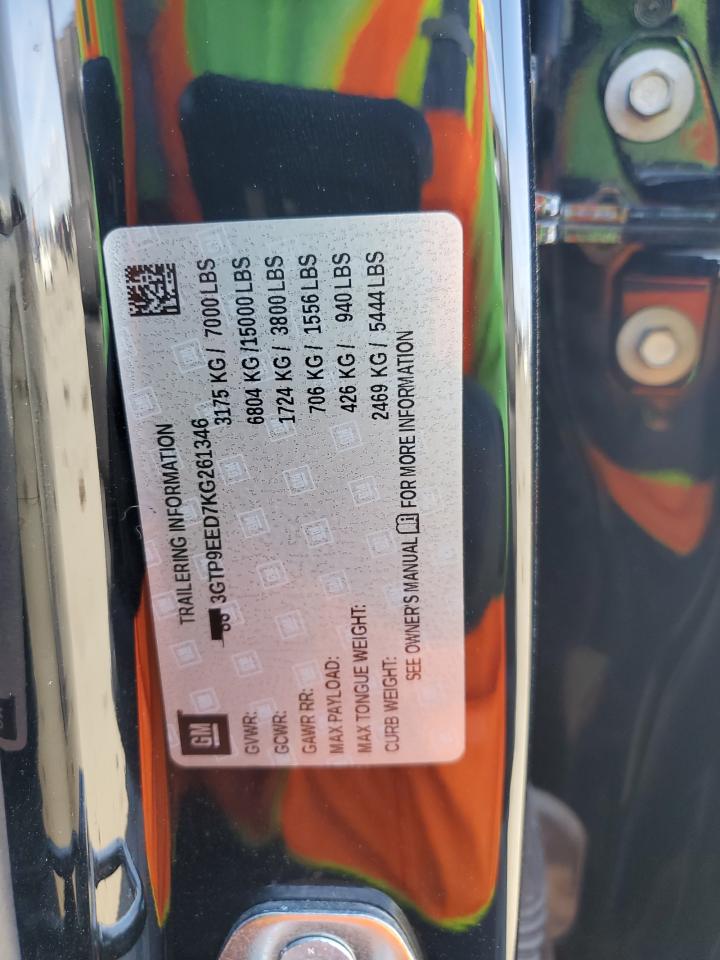 TRAILERING INFORMATION
3GTP9EED7KG261346
GM
GVWR: 3175 KG / 7000 LBS
GCWR: 6804 KG /15000 LBS
GAWR RR: 1724 KG / 3800 LBS
MAX PAYLOAD: 706 KG / 1556 LBS
MAX TONGUE WEIGHT: 426 KG / 940 LBS
CURB WEIGHT: 2469 KG / 5444 LBS
SEE OWNER'S MANUAL FOR MORE INFORMATION